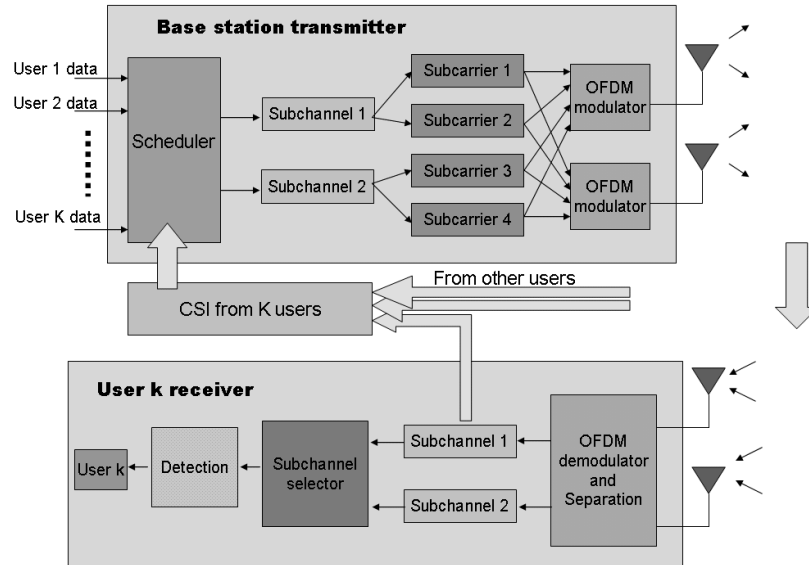 Base station transmitter
User 1 data
User 2 data
User K data
Scheduler
Subchannel 1
Subchannel 2
Subcarrier 1
Subcarrier 2
Subcarrier 3
Subcarrier 4
OFDM
modulator
OFDM
modulator
From other users
CSI from K users
User k receiver
User k
Detection
Subchannel
selector
Subchannel 1
Subchannel 2
OFDM
demodulator
and
Separation